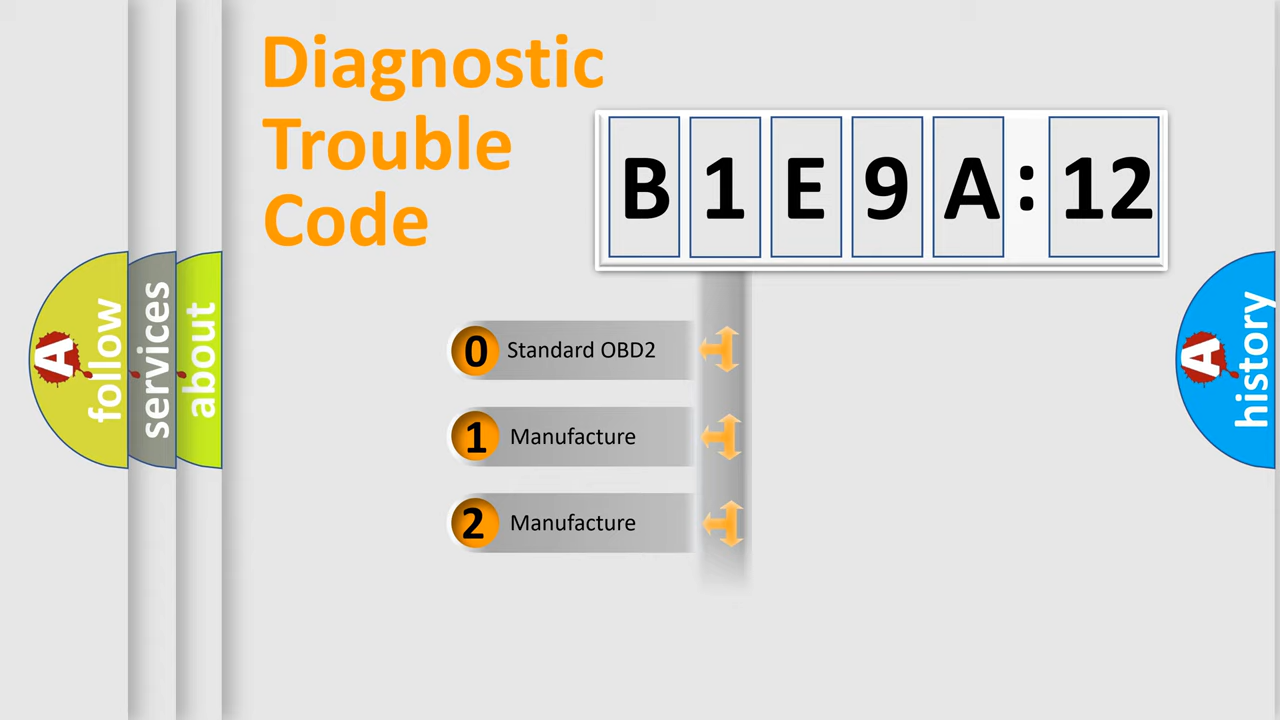 Diagnostic
Trouble
Code
B 1 E 9 A : 12
0 Standard OBD2
1 Manufacture
2 Manufacture
A follow
services
about
A history